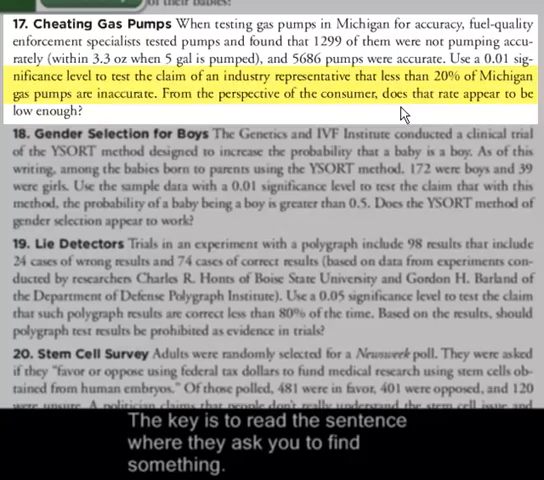 of their babies?
17. Cheating Gas Pumps When testing gas pumps in Michigan for accuracy, fuel-quality
enforcement specialists tested pumps and found that 1299 of them were not pumping accu-
rately (within 3.3 oz when 5 gal is pumped), and 5686 pumps were accurate. Use a 0.01 sig-
nificance level to test the claim of an industry representative that less than 20% of Michigan
gas pumps are inaccurate. From the perspective of the consumer, does that rate appear to be
low enough?
18. Gender Selection for Boys The Genetics and IVF Institute conducted a clinical trial
of the YSORT method designed to increase the probability that a baby is a boy. As of this
writing, among the babies born to parents using the YSORT method, 172 were boys and 39
were girls. Use the sample data with a 0.01 significance level to test the claim that with this
method, the probability of a baby being a boy is greater than 0.5. Does the YSORT method of
gender selection appear to work?
19. Lie Detectors Trials in an experiment with a polygraph include 98 results that include
24 cases of wrong results and 74 cases of correct results (based on data from experiments con-
ducted by researchers Charles R. Honts of Boise State University and Gordon H. Barland of
the Department of Defense Polygraph Institute). Use a 0.05 significance level to test the claim
that such polygraph results are correct less than 80% of the time. Based on the results, should
polygraph test results be prohibited as evidence in trials?
20. Stem Cell Survey Adults were randomly selected for a Newsweek poll. They were asked
if they "favor or oppose using federal tax dollars to fund medical research using stem cells ob-
tained from human embryos." Of those polled, 481 were in favor, 401 were opposed, and 120
were unsure. A politician claims that people don't really understand the stem cell issue and
The key is to read the sentence
where they ask you to find
something.